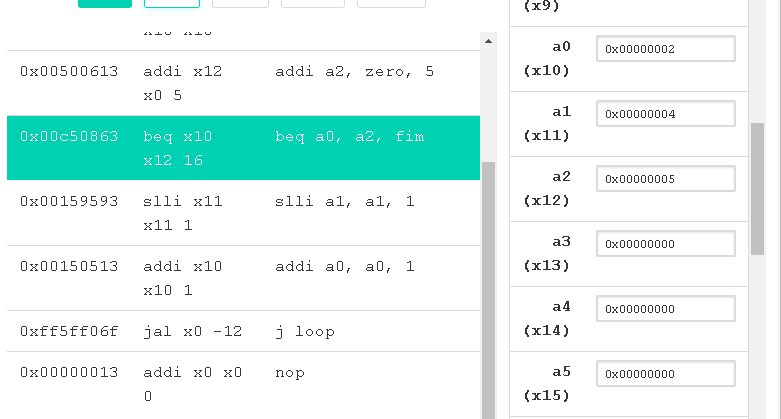 (x9)
0x00500613 addi x12 addi a2, zero, 5
x0 5
0x00c50863 beq x10 beq a0, a2, fim
x12 16
0x00159593 slli x11 slli a1, a1, 1
x11 1
0x00150513 addi x10 addi a0, a0, 1
x10 1
0xff5ff06f jal x0 -12 j loop
0x00000013 addi x0 x0 nop
0
a0 0x00000002
(x10)
a1 0x00000004
(x11)
a2 0x00000005
(x12)
a3 0x00000000
(x13)
a4 0x00000000
(x14)
a5 0x00000000
(x15)